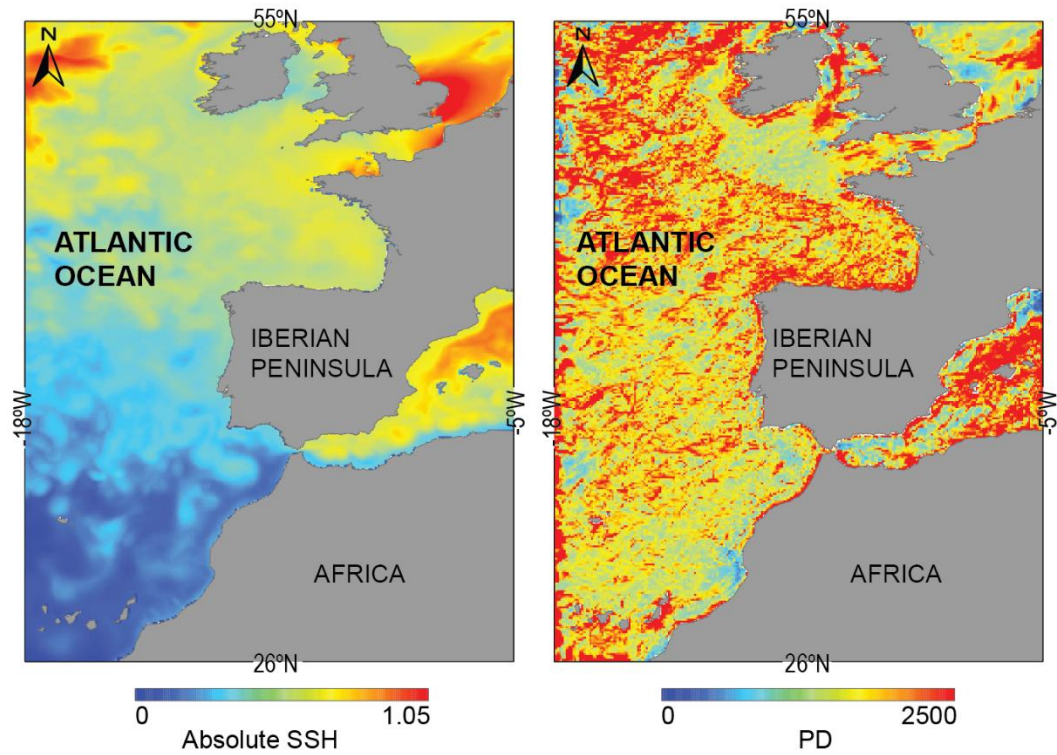 55ºN
N
ATLANTIC
OCEAN
IBERIAN
PENINSULA
-18ºW
-5ºW
AFRICA
26ºN
0
1.05
Absolute SSH
55ºN
N
ATLANTIC
OCEAN
IBERIAN
PENINSULA
-18ºW
-5ºW
AFRICA
26ºN
0
2500
PD